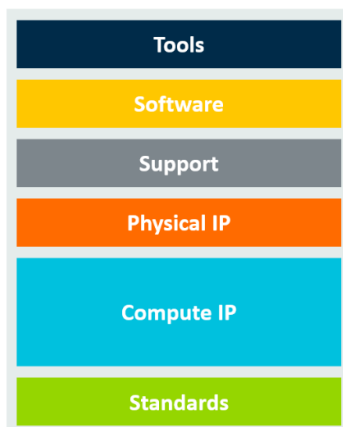 Tools
Software
Support
Physical IP
Compute IP
Standards